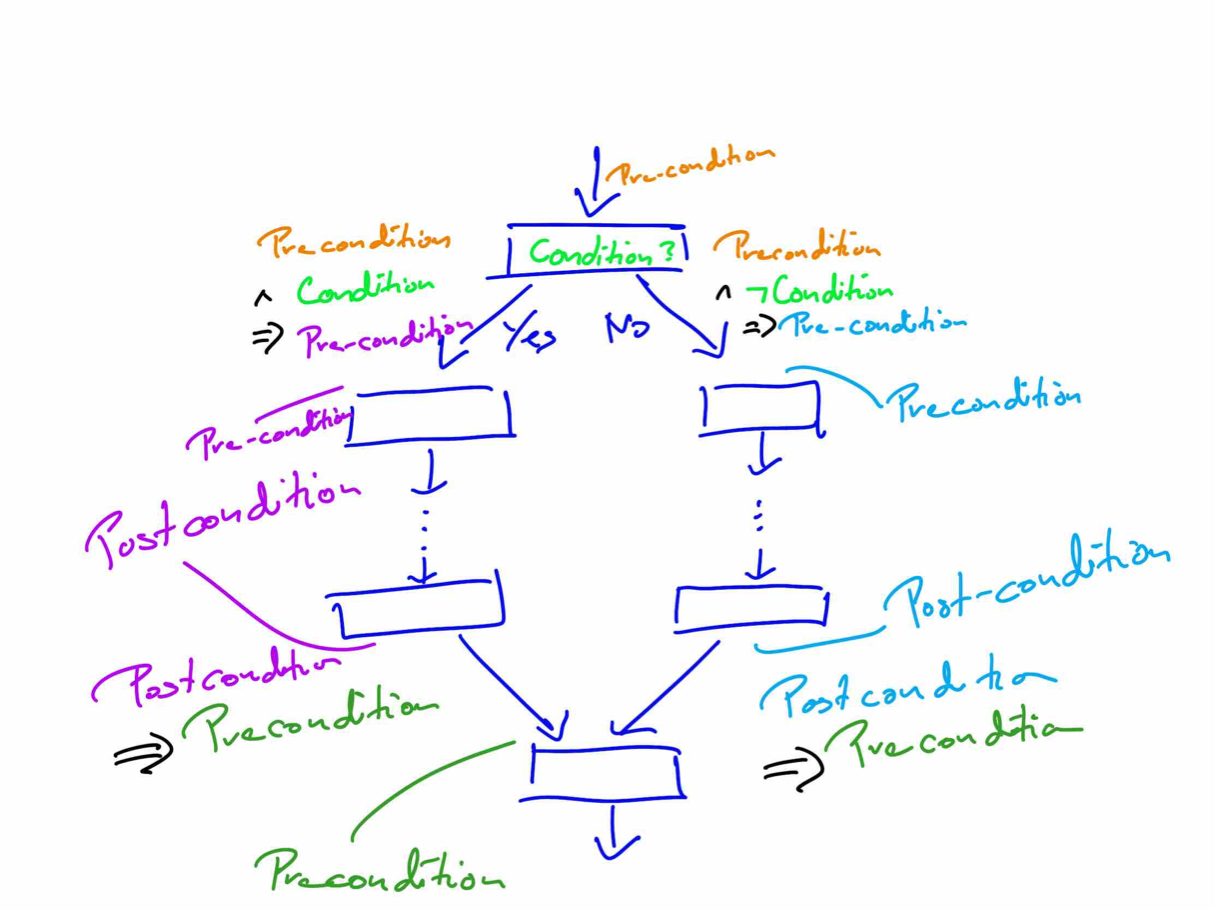 Pre-condition
Precondition
Condition?
Precondition
^ Condition
^ ¬Condition
⇒ Pre-condition
Yes
No
⇒ Pre-condition
Pre-condition
Precondition
Postcondition
Post-condition
Postcondition
⇒ Precondition
Postcondition
⇒ Precondition
Precondition